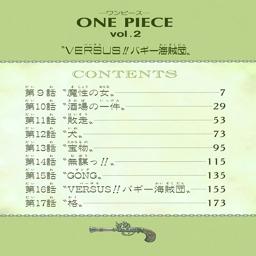 ワンピース
ONE PIECE
vol.2
〝VERSUS!! バギー海賊団〟
CONTENTS
第9話 〝魔性の女〟 7
第10話 〝酒場の一件〟 29
第11話 〝敗走〟 53
第12話 〝犬〟 73
第13話 〝宝物〟 95
第14話 〝無謀っ!!〟 115
第15話 〝GONG〟 135
第16話 〝VERSUS!! バギー海賊団〟 155
第17話 〝格〟 173